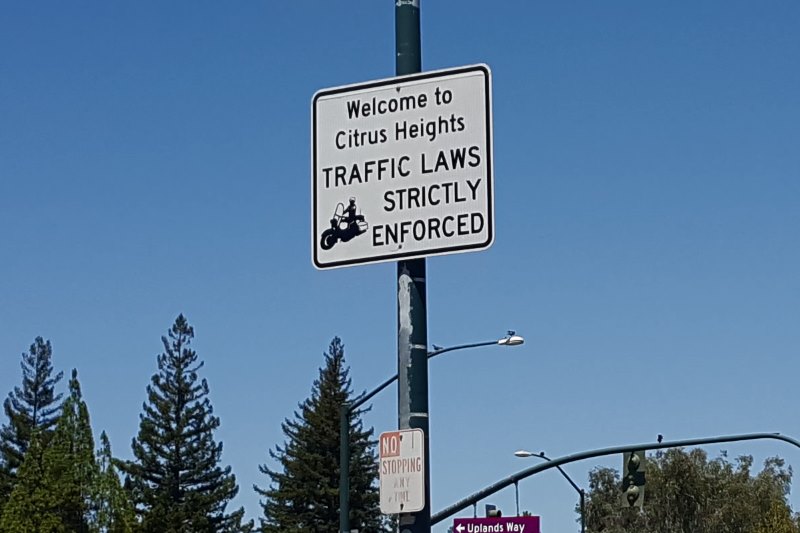 Welcome to
Citrus Heights
TRAFFIC LAWS
STRICTLY
ENFORCED
NO
STOPPING
ANY
TIME
← Uplands Way